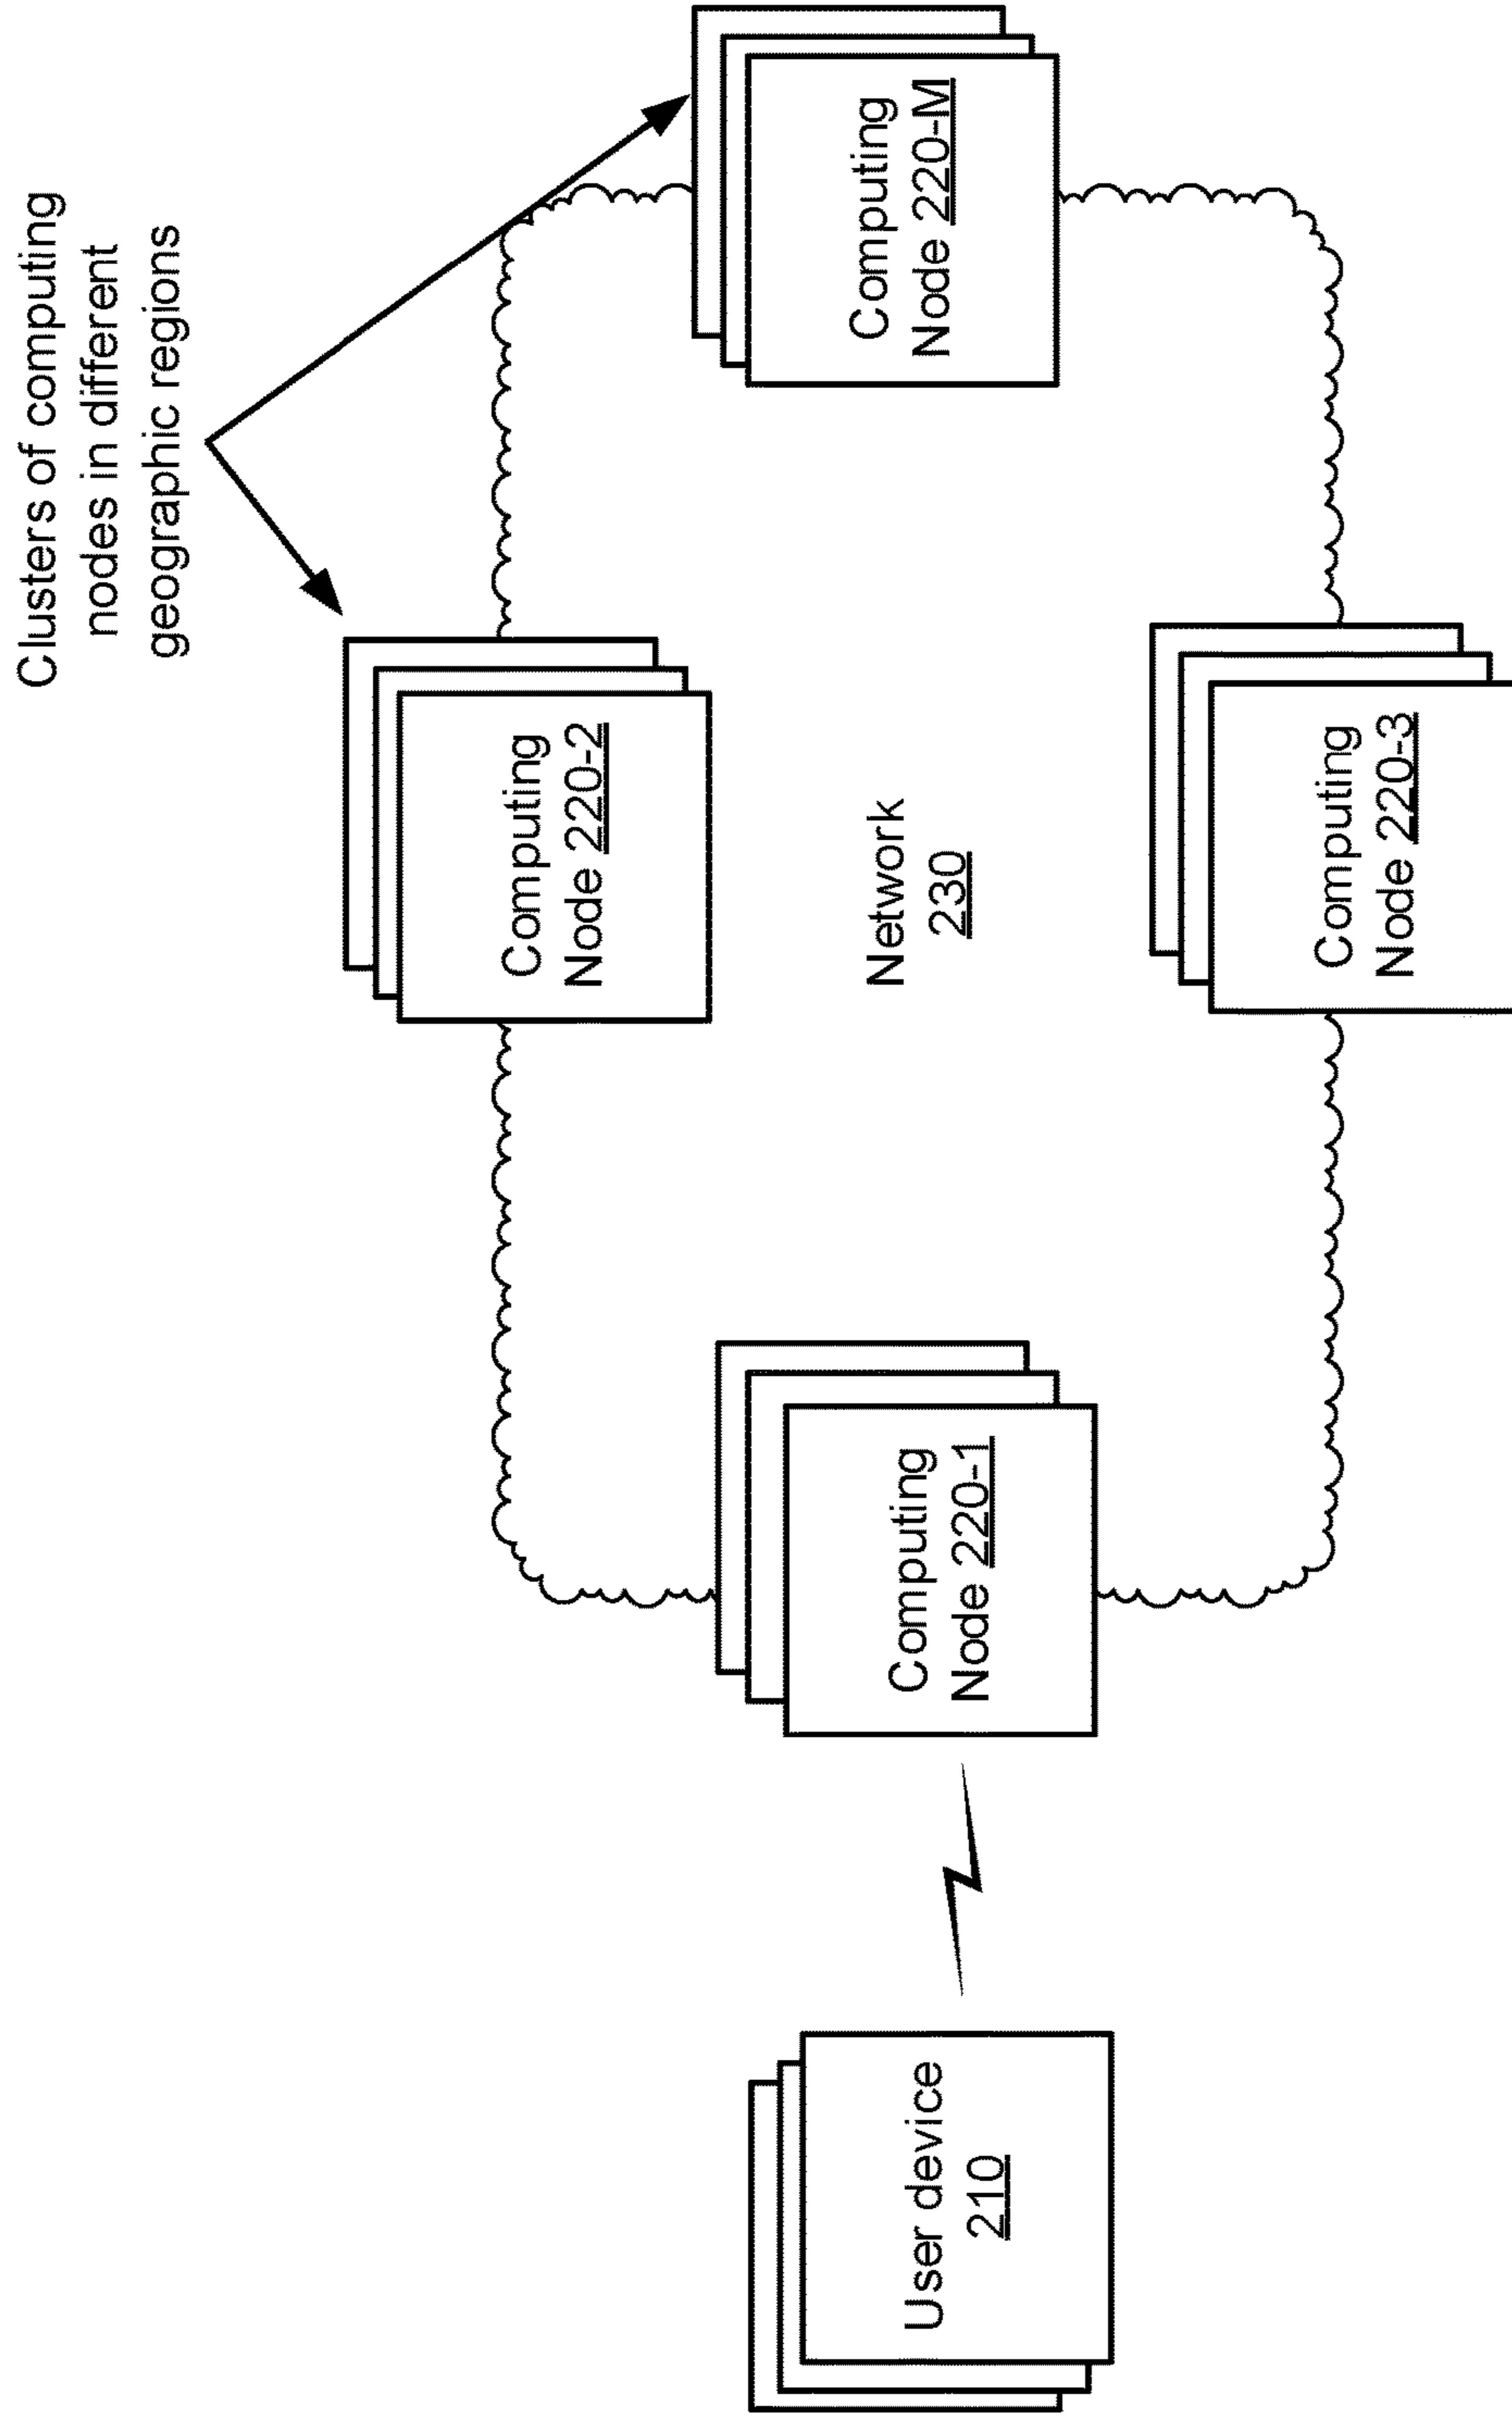 Clusters of computing
nodes in different
geographic regions
Computing
Node 220-2
Computing
Node 220-M
Network
230
Computing
Node 220-1
User device
210
Computing
Node 220-3